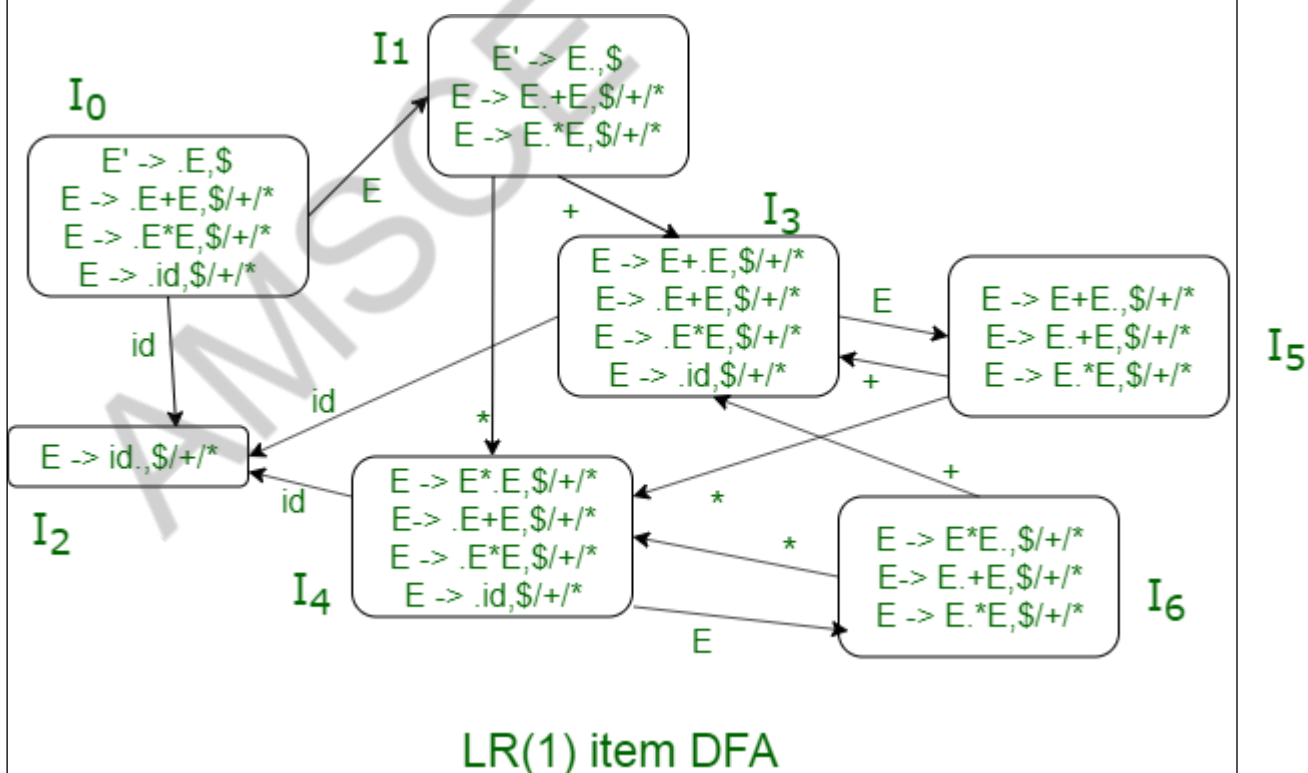 I1
E' -> E.,$
E -> E.+E,$/+/*
E -> E.*E,$/+/*
I0
E' -> .E,$
E -> .E+E,$/+/*
E -> .E*E,$/+/*
E -> .id,$/+/*
E
+
I3
E -> E+.E,$/+/*
E-> .E+E,$/+/*
E -> .E*E,$/+/*
E -> .id,$/+/*
E
+
E -> E+E.,$/+/*
E-> E.+E,$/+/*
E -> E.*E,$/+/*
I5
id
id
*
E -> id.,$/+/*
I2
id
E -> E*.E,$/+/*
E-> .E+E,$/+/*
E -> .E*E,$/+/*
E -> .id,$/+/*
I4
*
+
*
E
E -> E*E.,$/+/*
E-> E.+E,$/+/*
E -> E.*E,$/+/*
I6
LR(1) item DFA
AMSCE